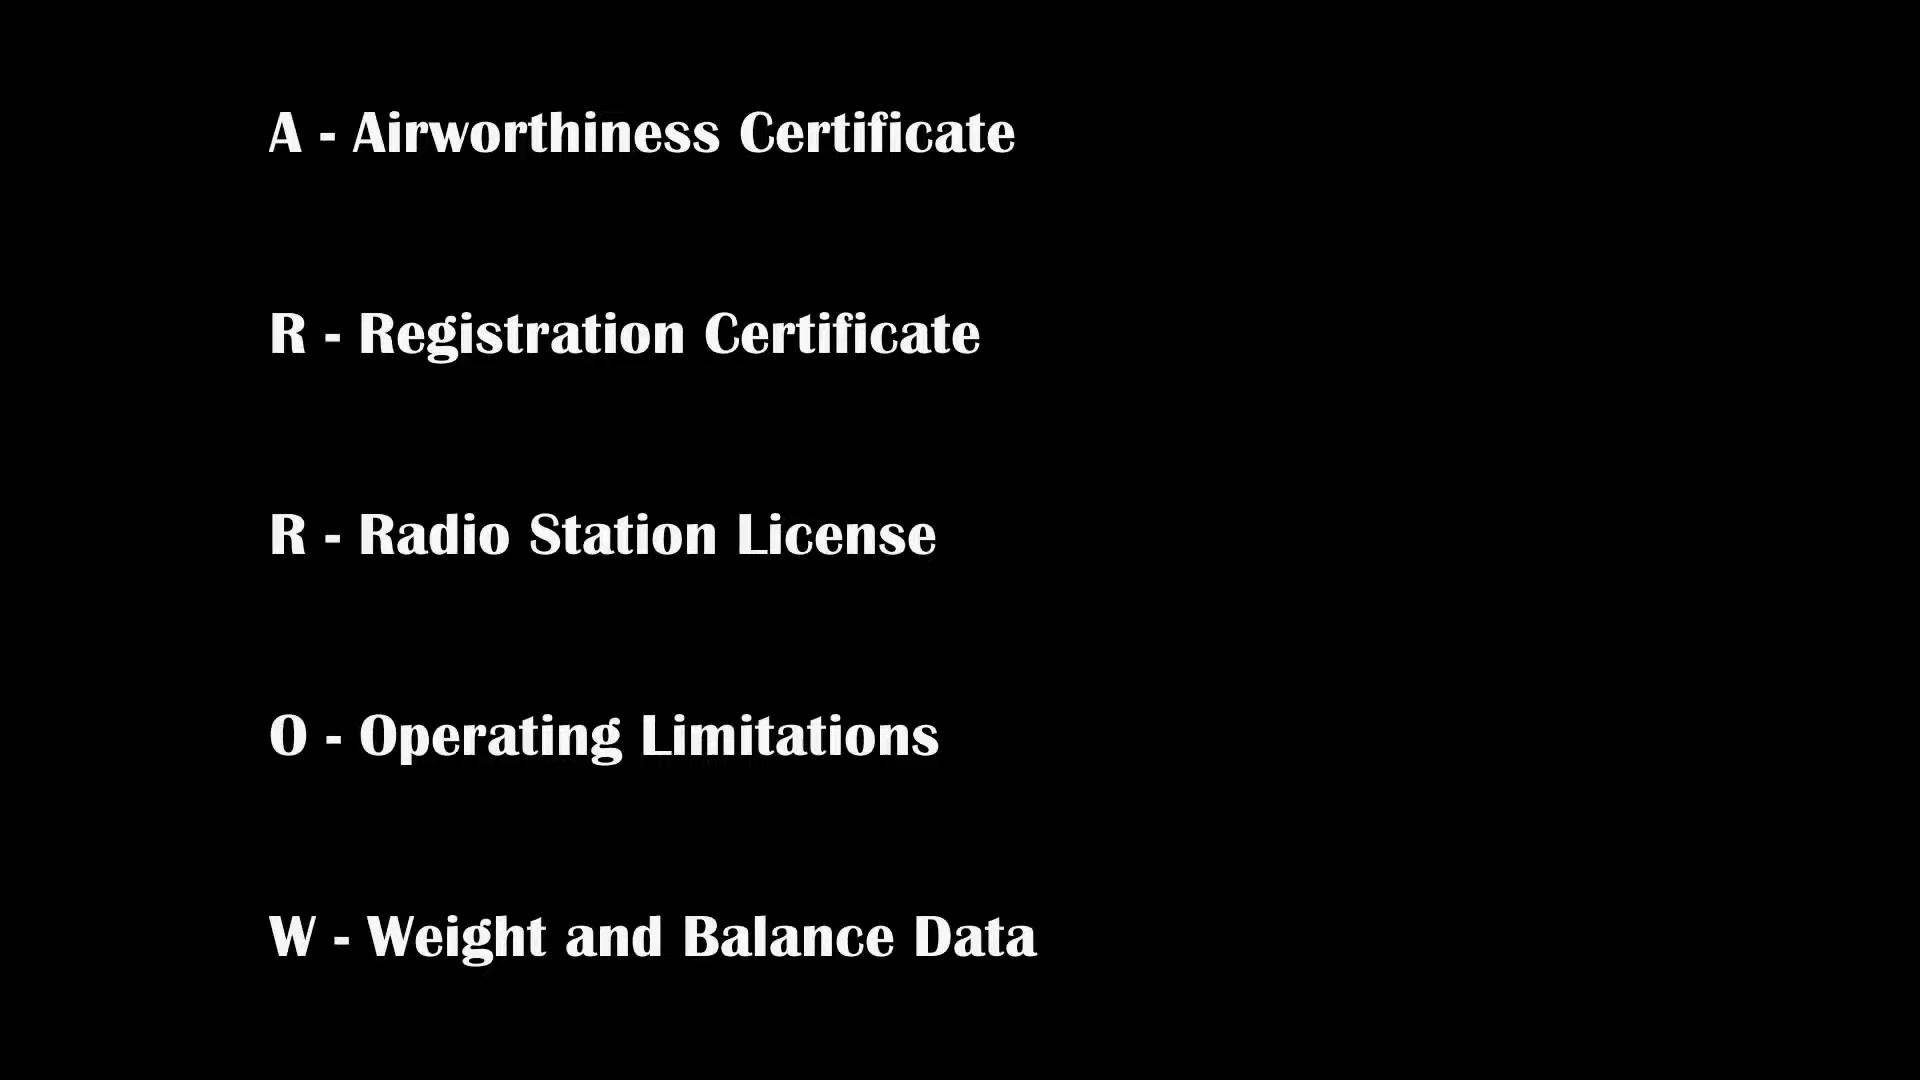 A - Airworthiness Certificate
R - Registration Certificate
R - Radio Station License
O - Operating Limitations
W - Weight and Balance Data